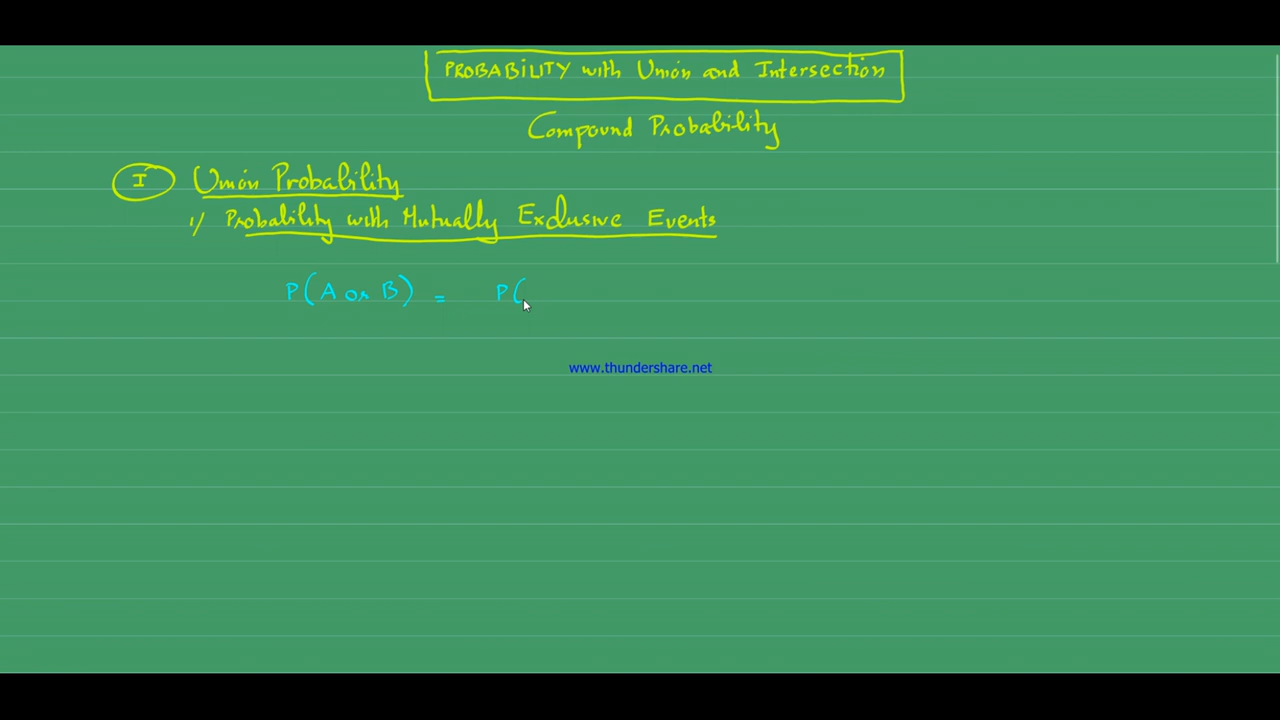 PROBABILITY with Union and Intersection
Compound Probability
I Union Probability
1) Probability with Mutually Exclusive Events
P(A or B) = P(
www.thundershare.net